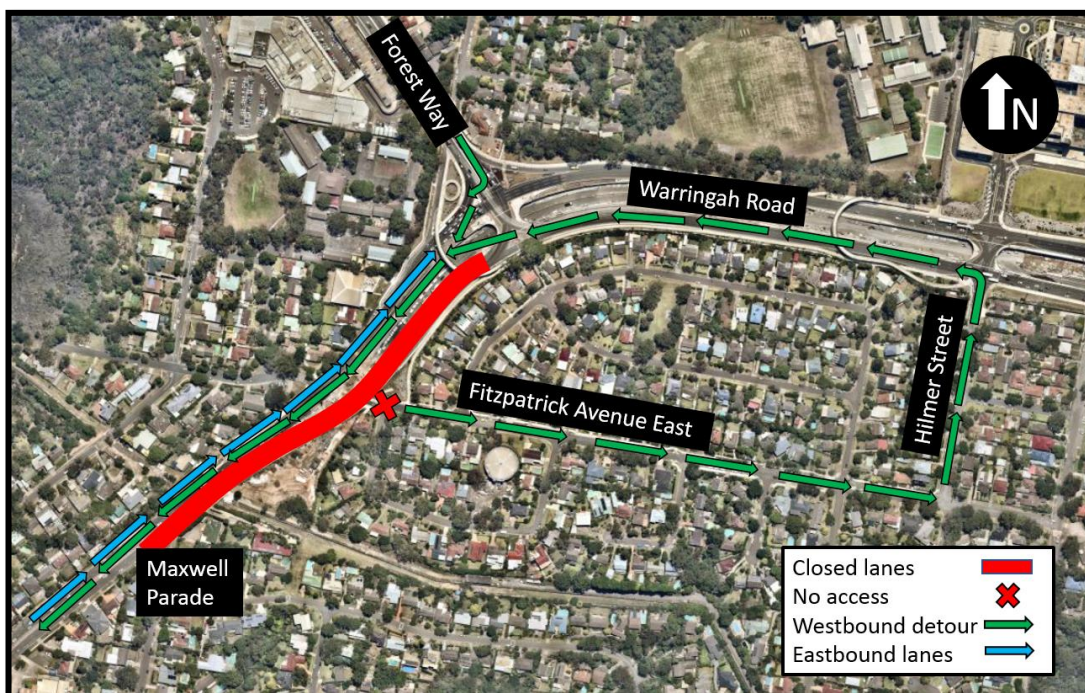 Forest Way
N
Warringah Road
Fitzpatrick Avenue East
Hilmer Street
Maxwell
Parade
Closed lanes
No access
Westbound detour
Eastbound lanes